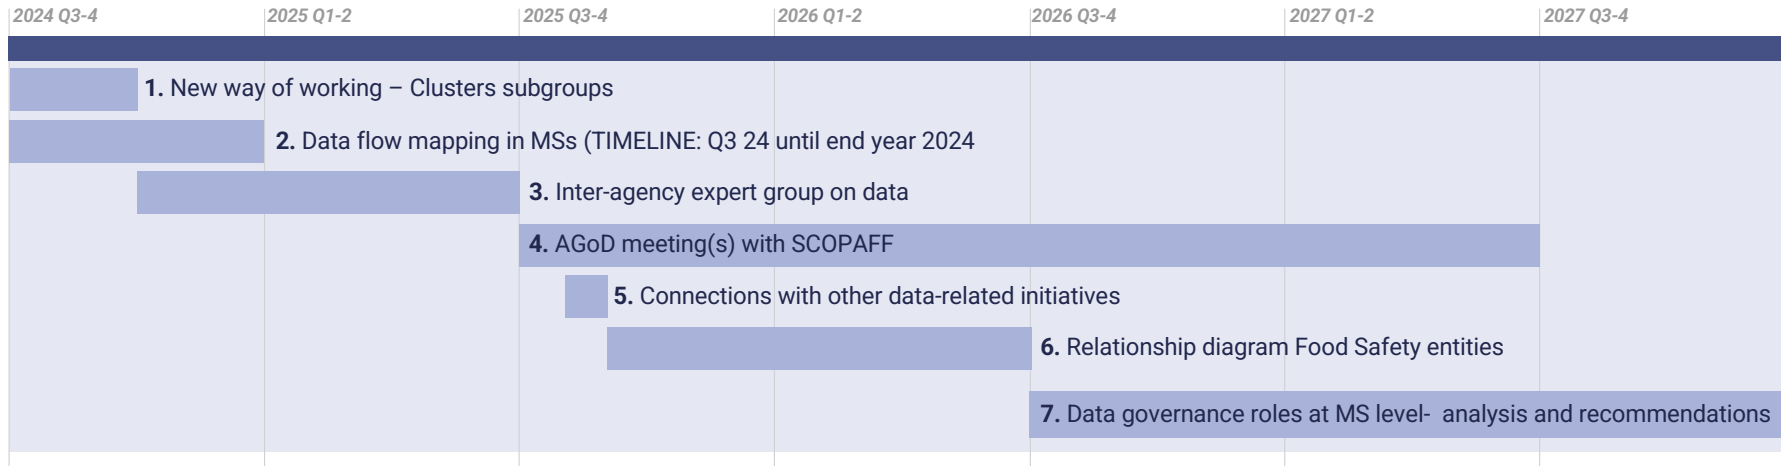 2024 Q3-4 2025 Q1-2 2025 Q3-4 2026 Q1-2 2026 Q3-4 2027 Q1-2 2027 Q3-4
1. New way of working – Clusters subgroups
2. Data flow mapping in MSs (TIMELINE: Q3 24 until end year 2024
3. Inter-agency expert group on data
4. AGoD meeting(s) with SCOPAFF
5. Connections with other data-related initiatives
6. Relationship diagram Food Safety entities
7. Data governance roles at MS level- analysis and recommendations